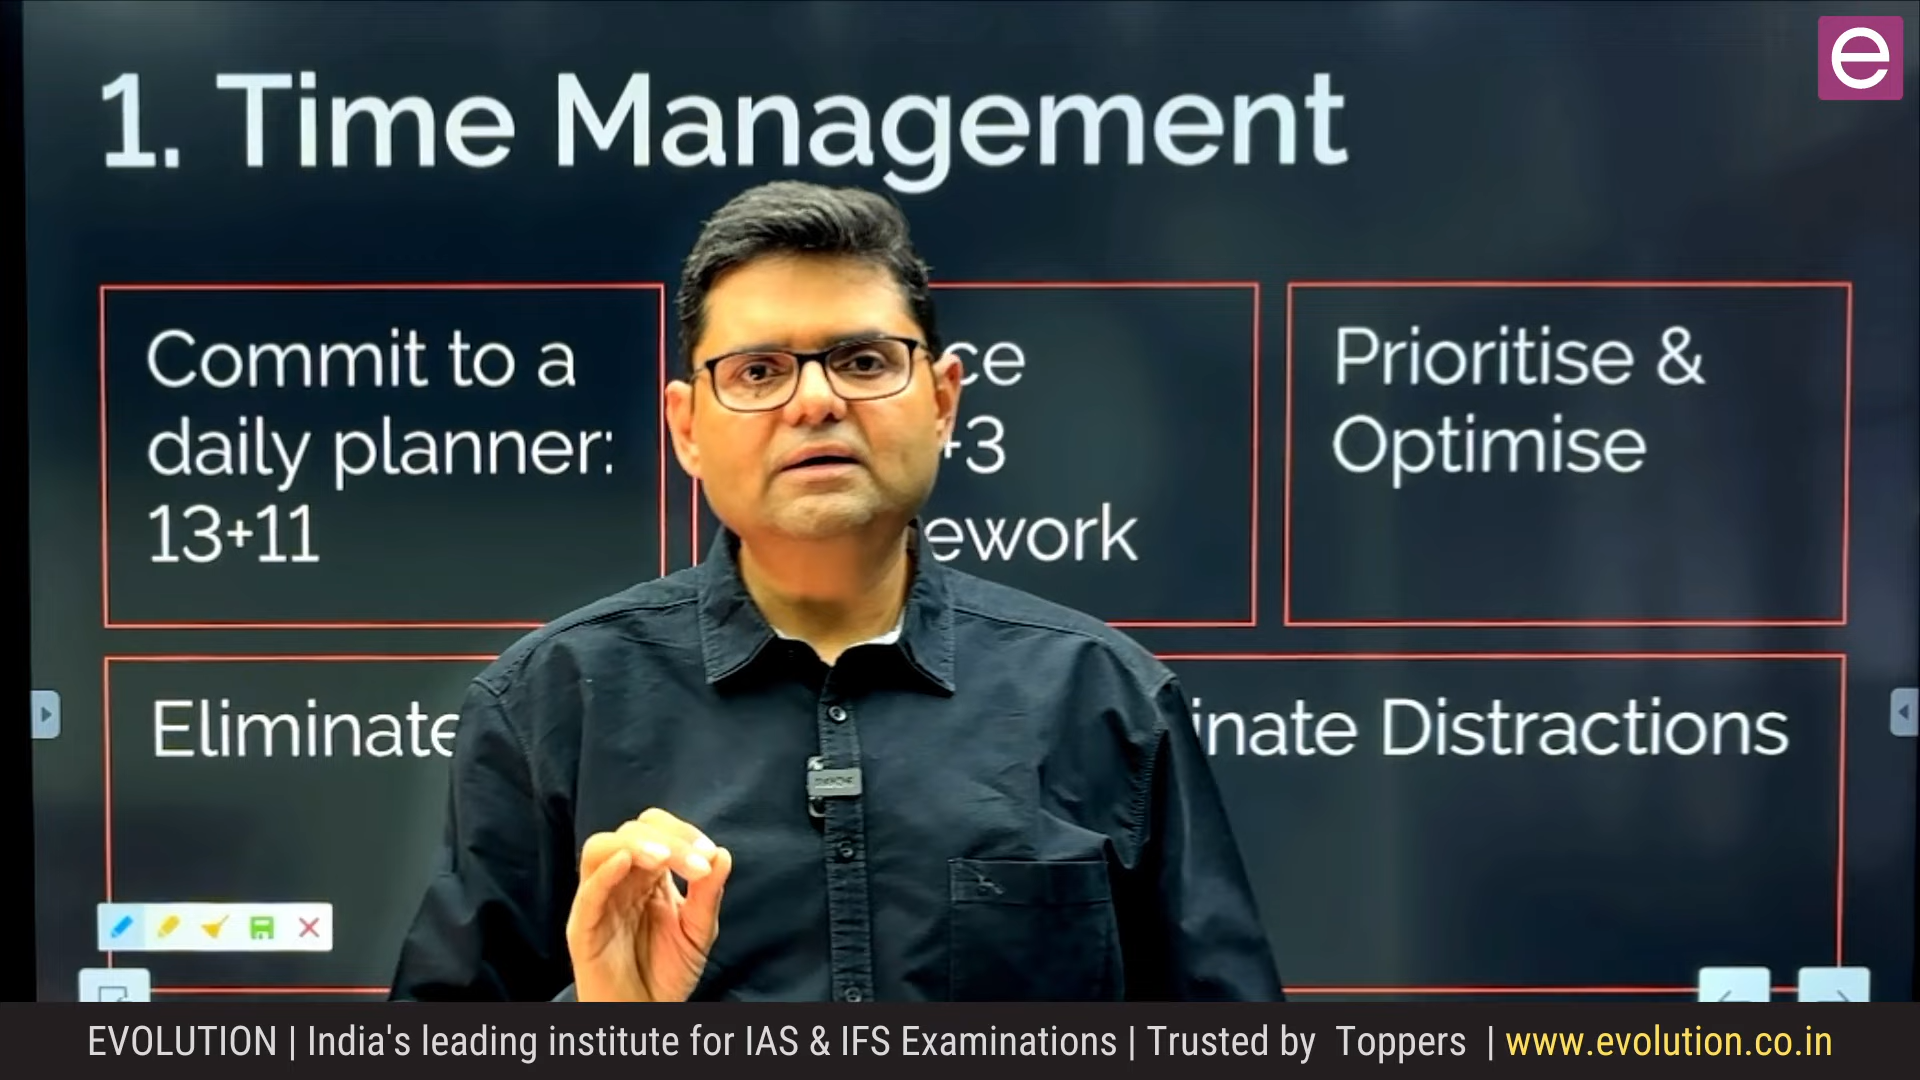 e
1. Time Management
Commit to a
daily planner:
13+11
ce
+3
ework
Prioritise &
Optimise
Eliminate
inate Distractions
EVOLUTION | India's leading institute for IAS & IFS Examinations | Trusted by Toppers | www.evolution.co.in